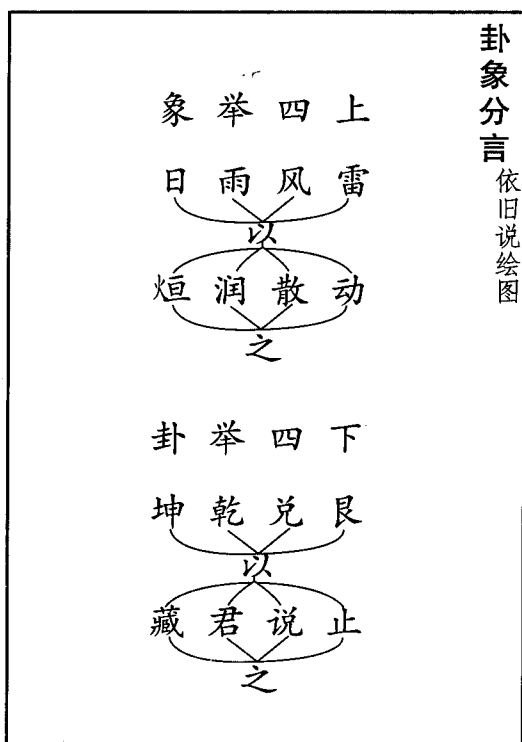 卦象分言
依旧说绘图
上四举象
雷风雨日
以
动散润烜
之
下四举卦
艮兑乾坤
以
止说君藏
之